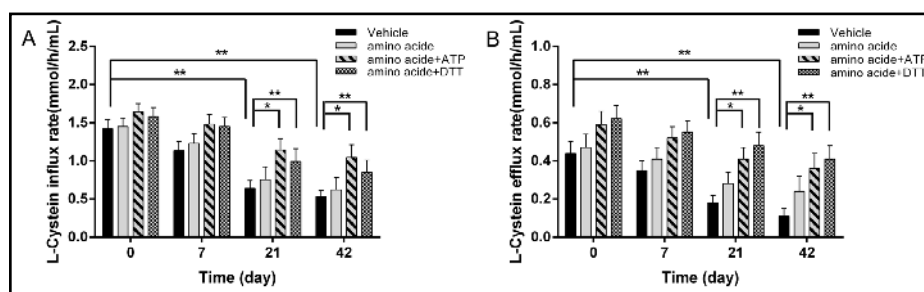 A
L-Cystein influx rate(mmol/h/mL)
2.5
2.0
1.5
1.0
0.5
0.0
** 
**
**
*
**
*
Vehicle
amino acide
amino acide+ATP
amino acide+DTT
0 7 21 42
Time (day)
B
L-Cystein efflux rate(mmol/h/mL)
1.0
0.8
0.6
0.4
0.2
0.0
**
**
**
*
**
*
Vehicle
amino acide
amino acide+ATP
amino acide+DTT
0 7 21 42
Time (day)